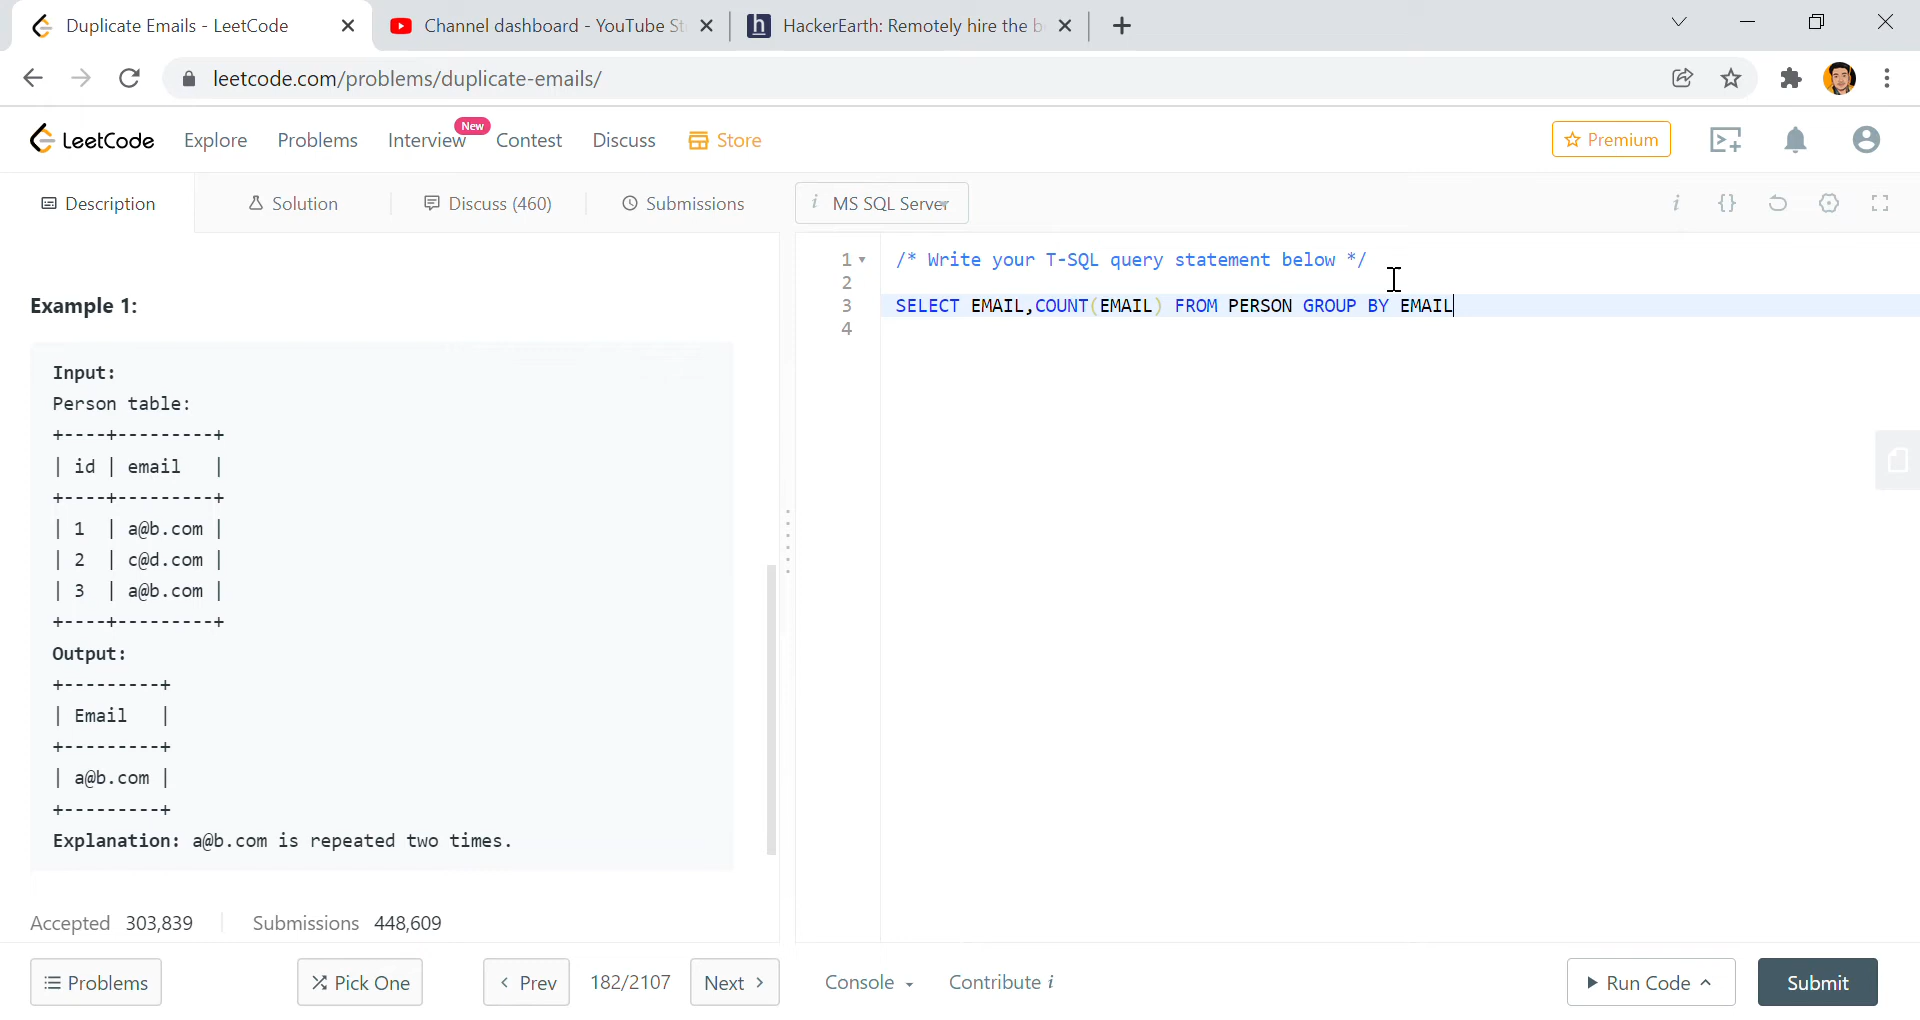 Duplicate Emails - LeetCode
Channel dashboard - YouTube St
HackerEarth: Remotely hire the b
leetcode.com/problems/duplicate-emails/
LeetCode Explore Problems Interview New Contest Discuss Store Premium
Description Solution Discuss (460) Submissions i MS SQL Server i {}
Example 1:
Input:
Person table:
+----+---------+
| id | email   |
+----+---------+
| 1  | a@b.com |
| 2  | c@d.com |
| 3  | a@b.com |
+----+---------+
Output:
+---------+
| Email   |
+---------+
| a@b.com |
+---------+
Explanation: a@b.com is repeated two times.
Accepted 303,839 Submissions 448,609
1 /* Write your T-SQL query statement below */
2
3 SELECT EMAIL,COUNT(EMAIL) FROM PERSON GROUP BY EMAIL
4
Problems Pick One < Prev 182/2107 Next > Console Contribute i Run Code Submit